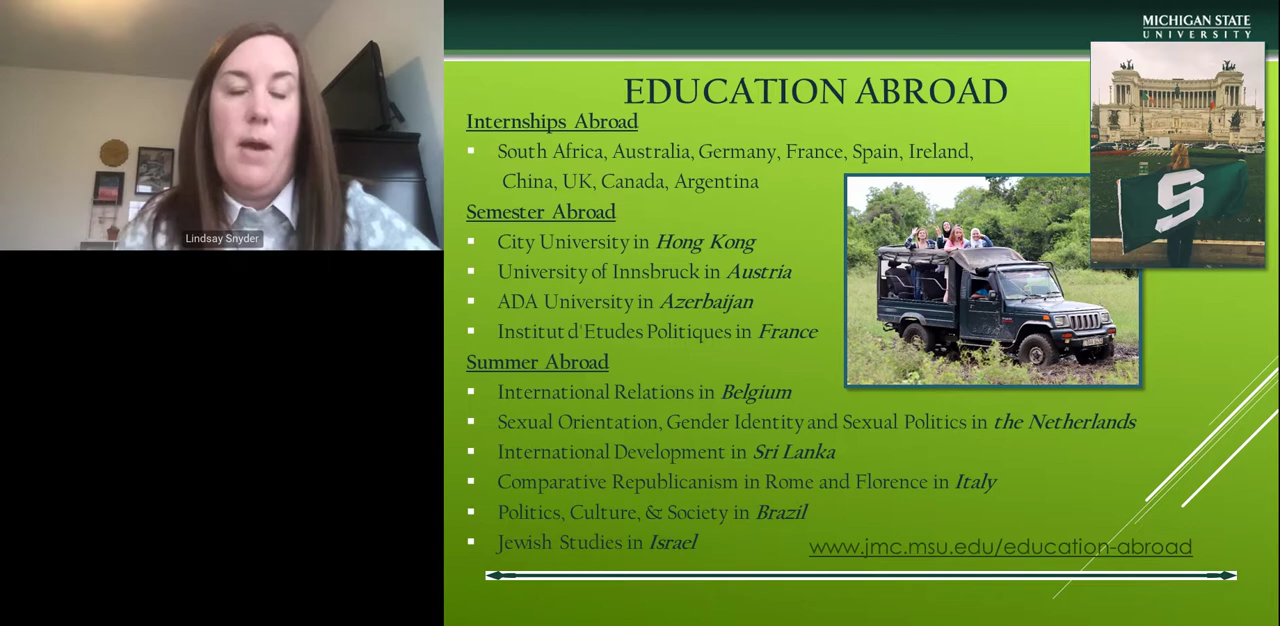 Lindsay Snyder
MICHIGAN STATE
UNIVERSITY
EDUCATION ABROAD
Internships Abroad
South Africa, Australia, Germany, France, Spain, Ireland,
China, UK, Canada, Argentina
Semester Abroad
City University in Hong Kong
University of Innsbruck in Austria
ADA University in Azerbaijan
Institut d'Etudes Politiques in France
Summer Abroad
International Relations in Belgium
Sexual Orientation, Gender Identity and Sexual Politics in the Netherlands
International Development in Sri Lanka
Comparative Republicanism in Rome and Florence in Italy
Politics, Culture, & Society in Brazil
Jewish Studies in Israel
www.jmc.msu.edu/education-abroad
S